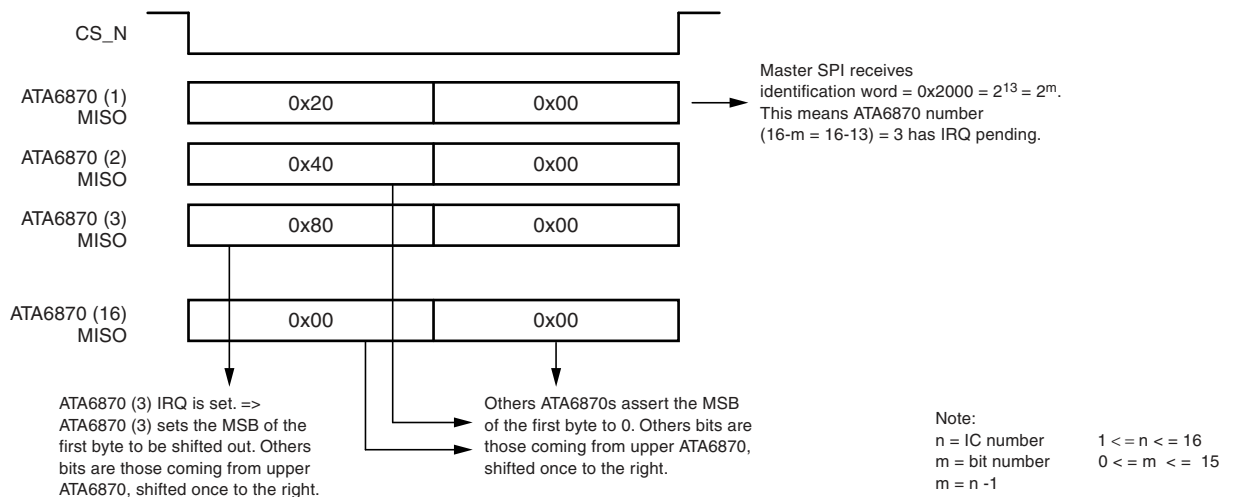 CS_N
ATA6870 (1)
MISO
0x20
0x00
Master SPI receives
identification word = 0x2000 = 2¹³ = 2ᵐ.
This means ATA6870 number
(16-m = 16-13) = 3 has IRQ pending.
ATA6870 (2)
MISO
0x40
0x00
ATA6870 (3)
MISO
0x80
0x00
ATA6870 (16)
MISO
0x00
0x00
ATA6870 (3) IRQ is set. =>
ATA6870 (3) sets the MSB of the
first byte to be shifted out. Others
bits are those coming from upper
ATA6870, shifted once to the right.
Others ATA6870s assert the MSB
of the first byte to 0. Others bits are
those coming from upper ATA6870,
shifted once to the right.
Note:
n = IC number 1 < = n < = 16
m = bit number 0 < = m < = 15
m = n -1